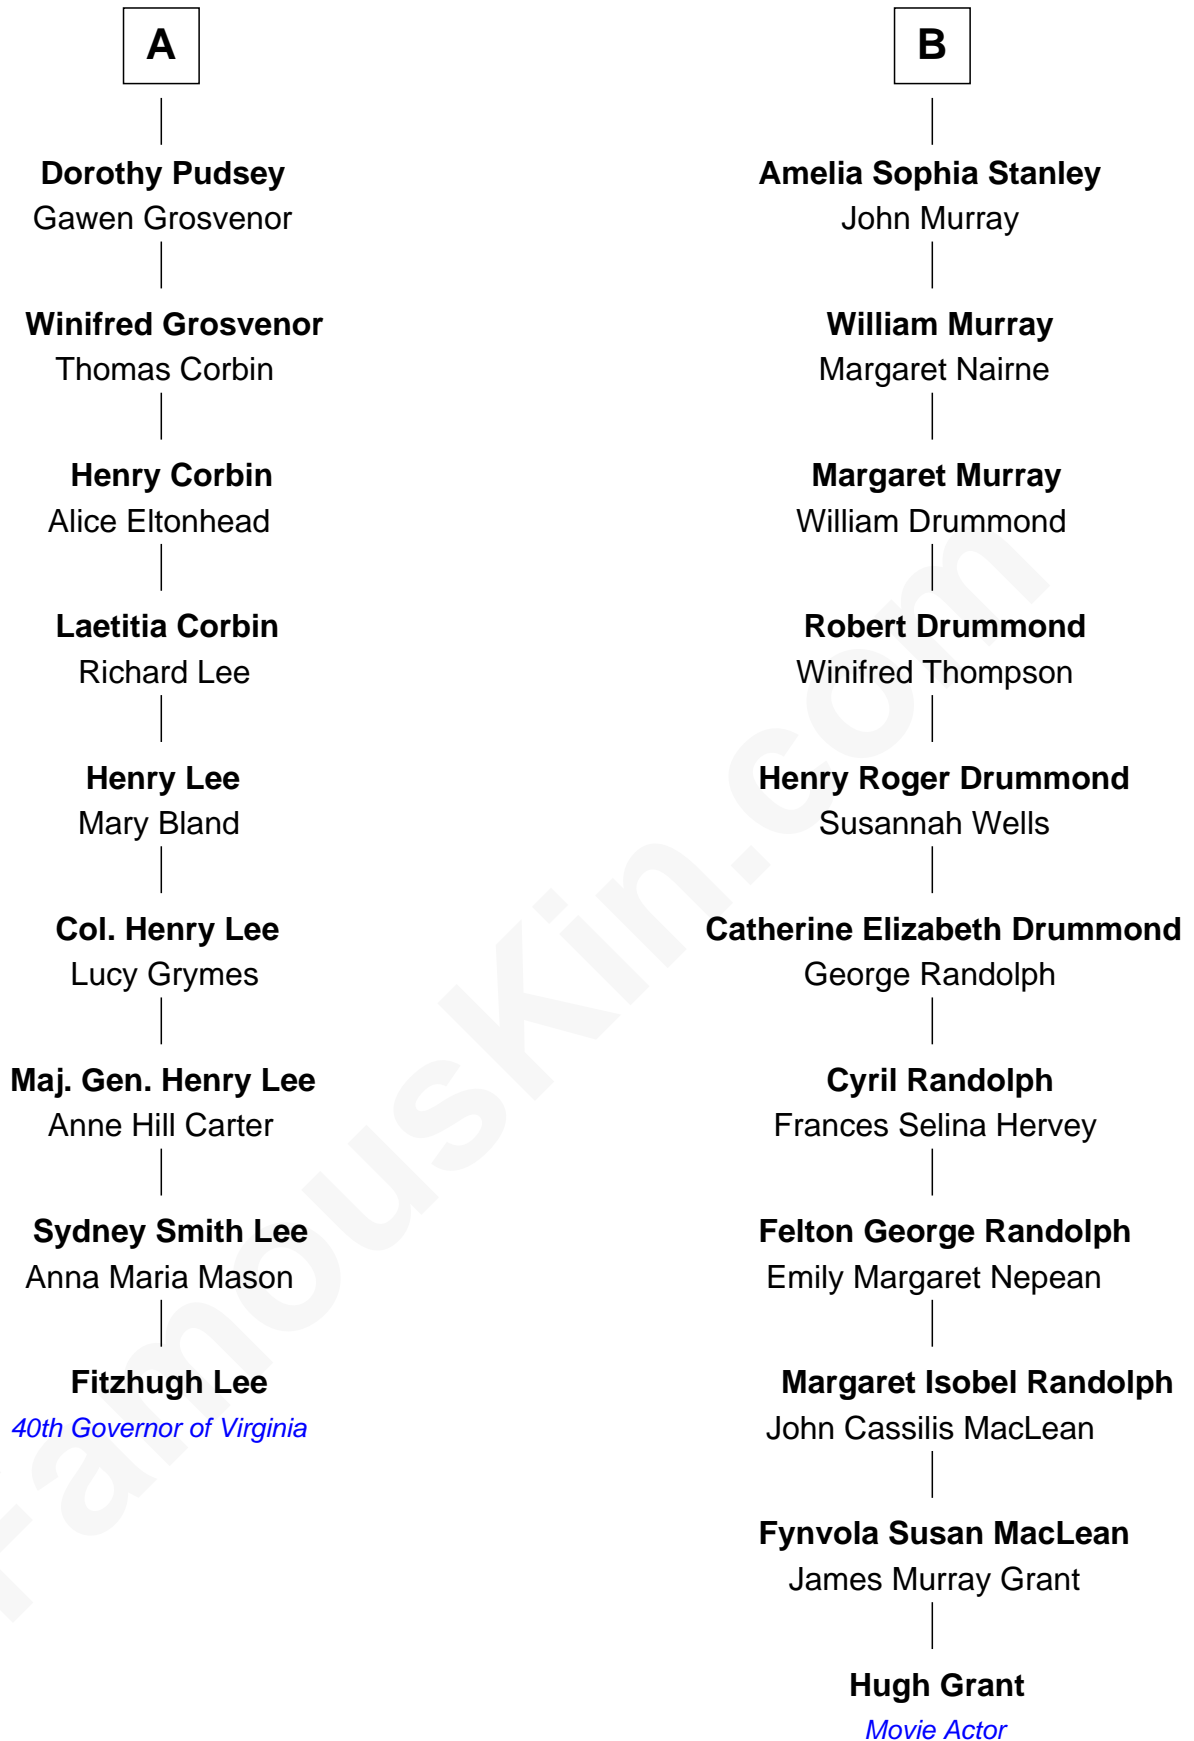 A
Dorothy Pudsey
Gawen Grosvenor
Winifred Grosvenor
Thomas Corbin
Henry Corbin
Alice Eltonhead
Laetitia Corbin
Richard Lee
Henry Lee
Mary Bland
Col. Henry Lee
Lucy Grymes
Maj. Gen. Henry Lee
Anne Hill Carter
Sydney Smith Lee
Anna Maria Mason
Fitzhugh Lee
40th Governor of Virginia
B
Amelia Sophia Stanley
John Murray
William Murray
Margaret Nairne
Margaret Murray
William Drummond
Robert Drummond
Winifred Thompson
Henry Roger Drummond
Susannah Wells
Catherine Elizabeth Drummond
George Randolph
Cyril Randolph
Frances Selina Hervey
Felton George Randolph
Emily Margaret Nepean
Margaret Isobel Randolph
John Cassilis MacLean
Fynvola Susan MacLean
James Murray Grant
Hugh Grant
Movie Actor
FamousKin.com